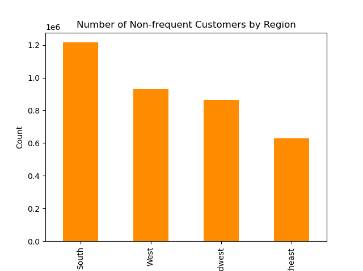 Number of Non-frequent Customers by Region
1e6
1.2
1.0
0.8
0.6
0.4
0.2
0.0
Count
South
West
dwest
heast